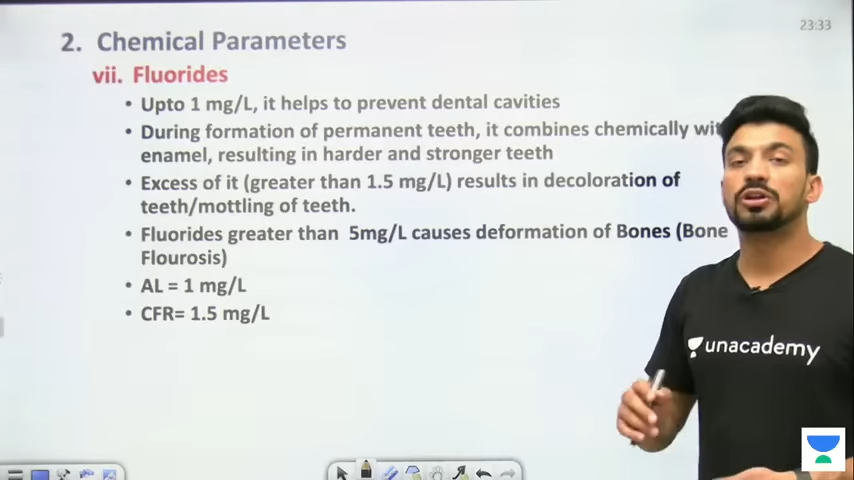 23:33
2. Chemical Parameters
vii. Fluorides
• Upto 1 mg/L, it helps to prevent dental cavities
• During formation of permanent teeth, it combines chemically wit
enamel, resulting in harder and stronger teeth
• Excess of it (greater than 1.5 mg/L) results in decoloration of
teeth/mottling of teeth.
• Fluorides greater than 5mg/L causes deformation of Bones (Bone
Flourosis)
• AL = 1 mg/L
• CFR= 1.5 mg/L
unacademy